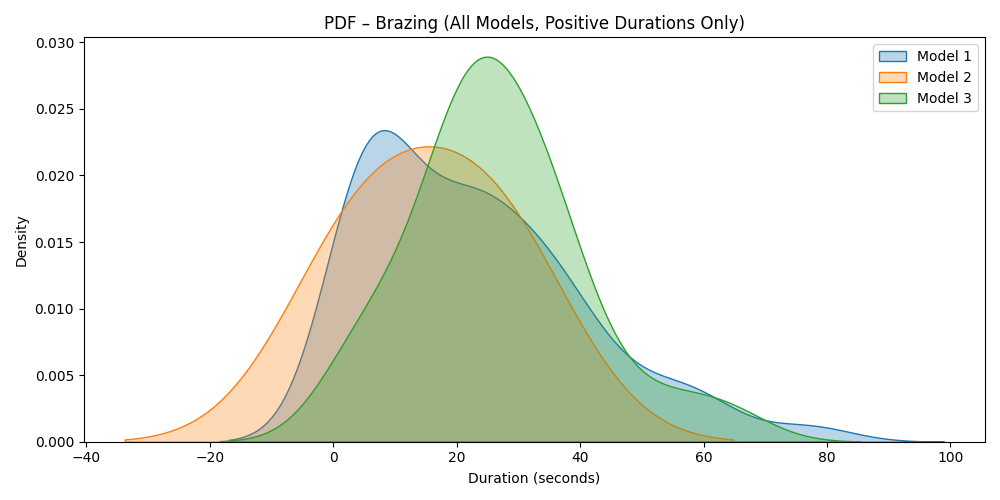 PDF – Brazing (All Models, Positive Durations Only)
Model 1
Model 2
Model 3
Density
0.030
0.025
0.020
0.015
0.010
0.005
0.000
−40 −20 0 20 40 60 80 100
Duration (seconds)